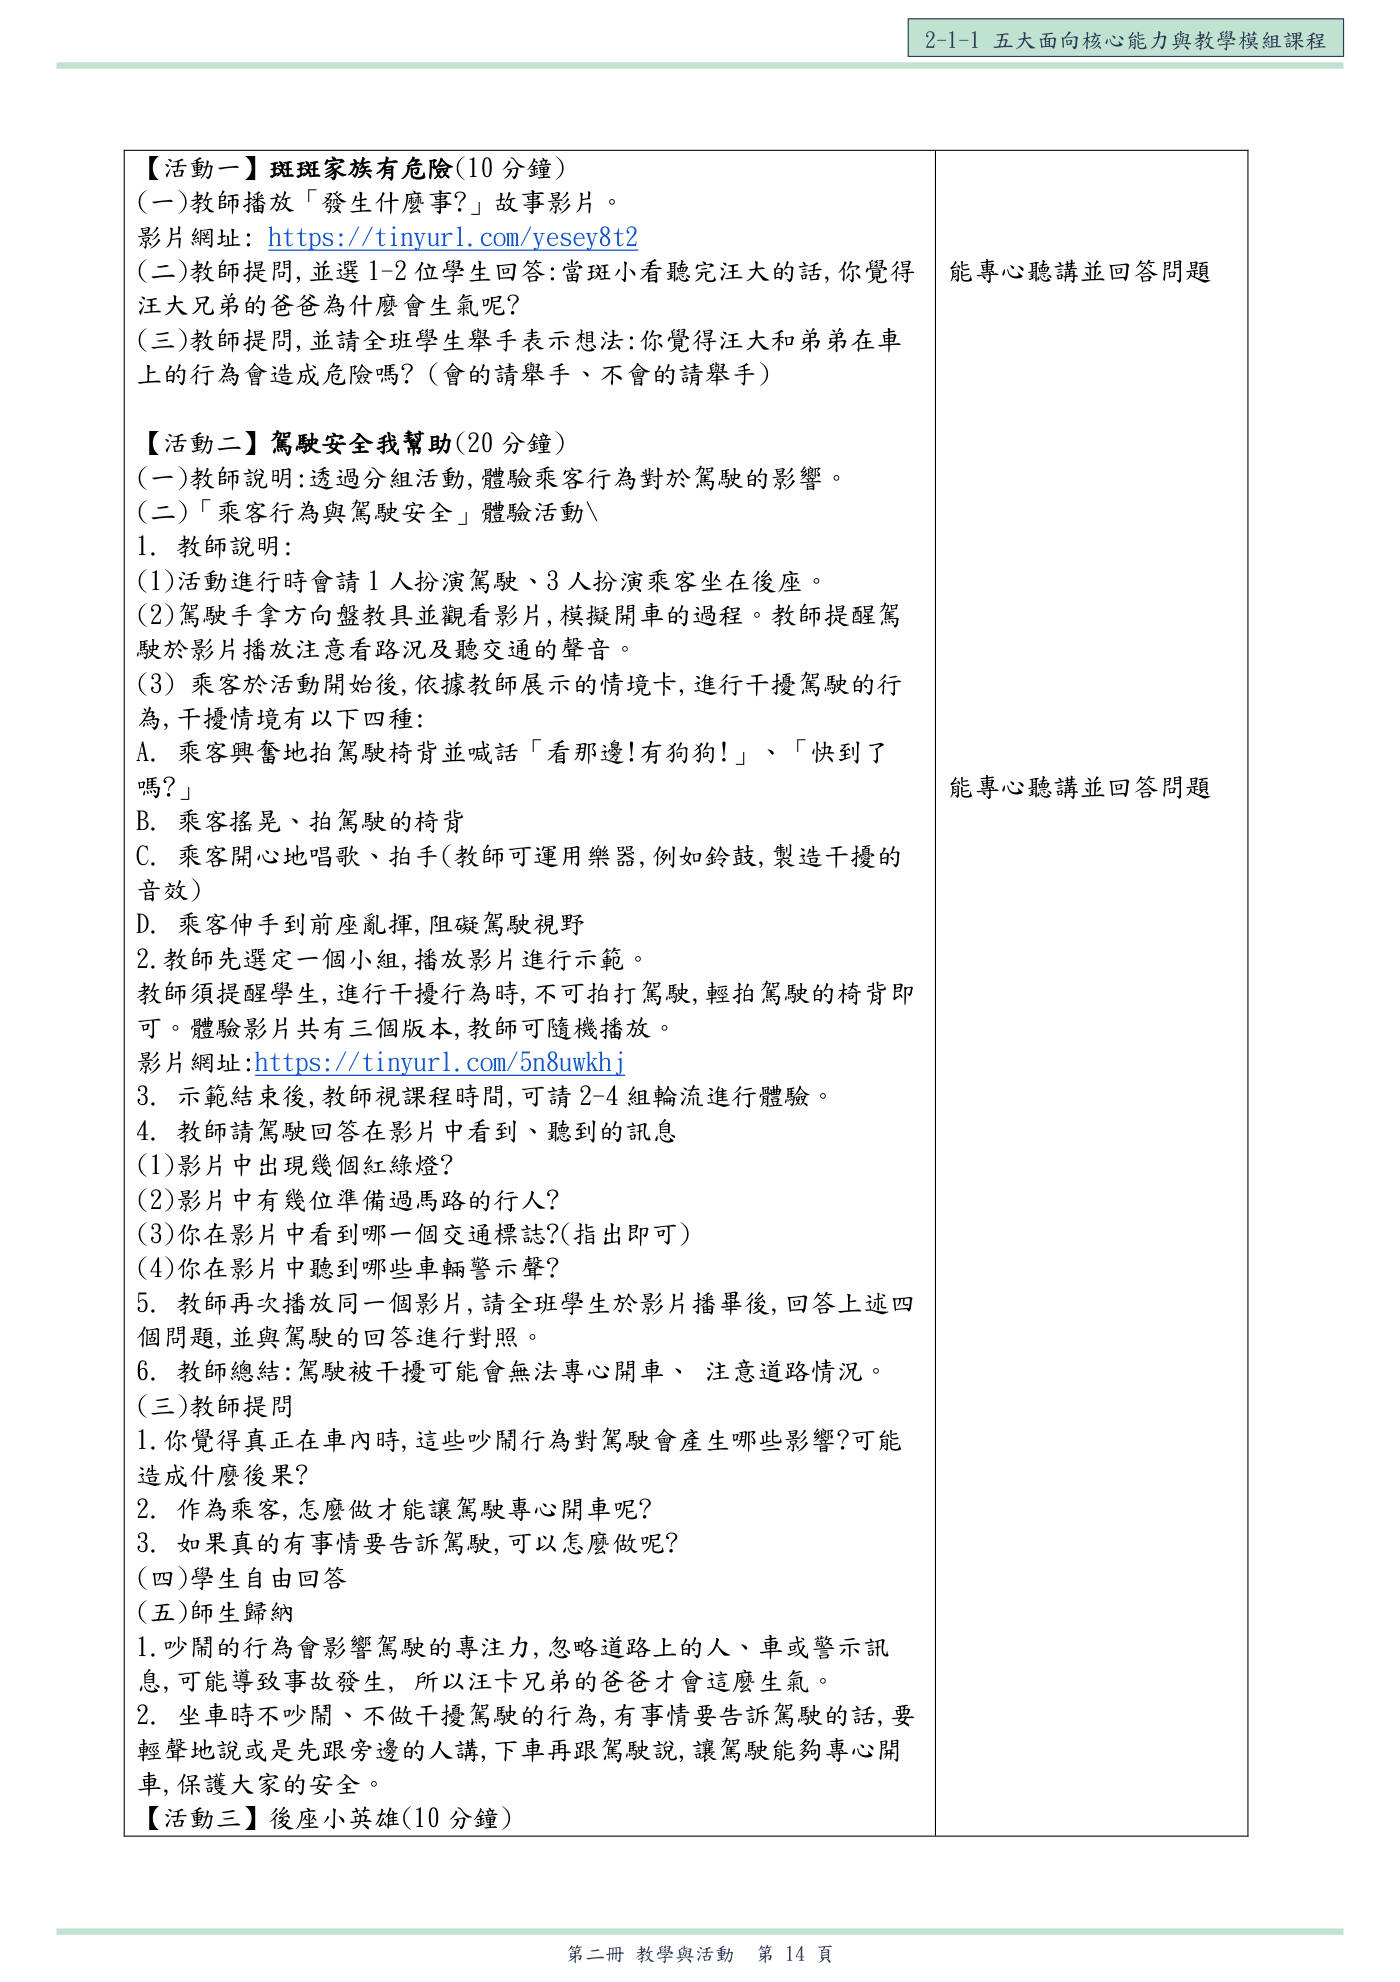 2-1-1 五大面向核心能力與教學模組課程
【活動一】斑斑家族有危險(10 分鐘)
(一)教師播放「發生什麼事?」故事影片。
影片網址: https://tinyurl.com/yesey8t2
(二)教師提問,並選 1-2 位學生回答:當斑小看聽完汪大的話,你覺得
汪大兄弟的爸爸為什麼會生氣呢?
(三)教師提問,並請全班學生舉手表示想法:你覺得汪大和弟弟在車
上的行為會造成危險嗎?（會的請舉手、不會的請舉手）
【活動二】駕駛安全我幫助(20 分鐘)
(一)教師說明:透過分組活動,體驗乘客行為對於駕駛的影響。
(二)「乘客行為與駕駛安全」體驗活動\
1. 教師說明:
(1)活動進行時會請 1 人扮演駕駛、3 人扮演乘客坐在後座。
(2)駕駛手拿方向盤教具並觀看影片,模擬開車的過程。教師提醒駕
駛於影片播放注意看路況及聽交通的聲音。
(3) 乘客於活動開始後,依據教師展示的情境卡,進行干擾駕駛的行
為,干擾情境有以下四種:
A. 乘客興奮地拍駕駛椅背並喊話「看那邊!有狗狗!」、「快到了
嗎?」
B. 乘客搖晃、拍駕駛的椅背
C. 乘客開心地唱歌、拍手(教師可運用樂器,例如鈴鼓,製造干擾的
音效)
D. 乘客伸手到前座亂揮,阻礙駕駛視野
2.教師先選定一個小組,播放影片進行示範。
教師須提醒學生,進行干擾行為時,不可拍打駕駛,輕拍駕駛的椅背即
可。體驗影片共有三個版本,教師可隨機播放。
影片網址:https://tinyurl.com/5n8uwkhj
3. 示範結束後,教師視課程時間,可請 2-4 組輪流進行體驗。
4. 教師請駕駛回答在影片中看到、聽到的訊息
(1)影片中出現幾個紅綠燈?
(2)影片中有幾位準備過馬路的行人?
(3)你在影片中看到哪一個交通標誌?(指出即可)
(4)你在影片中聽到哪些車輛警示聲?
5. 教師再次播放同一個影片,請全班學生於影片播畢後,回答上述四
個問題,並與駕駛的回答進行對照。
6. 教師總結:駕駛被干擾可能會無法專心開車、 注意道路情況。
(三)教師提問
1.你覺得真正在車內時,這些吵鬧行為對駕駛會產生哪些影響?可能
造成什麼後果?
2. 作為乘客,怎麼做才能讓駕駛專心開車呢?
3. 如果真的有事情要告訴駕駛,可以怎麼做呢?
(四)學生自由回答
(五)師生歸納
1.吵鬧的行為會影響駕駛的專注力,忽略道路上的人、車或警示訊
息,可能導致事故發生, 所以汪卡兄弟的爸爸才會這麼生氣。
2. 坐車時不吵鬧、不做干擾駕駛的行為,有事情要告訴駕駛的話,要
輕聲地說或是先跟旁邊的人講,下車再跟駕駛說,讓駕駛能夠專心開
車,保護大家的安全。
【活動三】後座小英雄(10 分鐘)
能專心聽講並回答問題
能專心聽講並回答問題
第二冊 教學與活動 第 14 頁